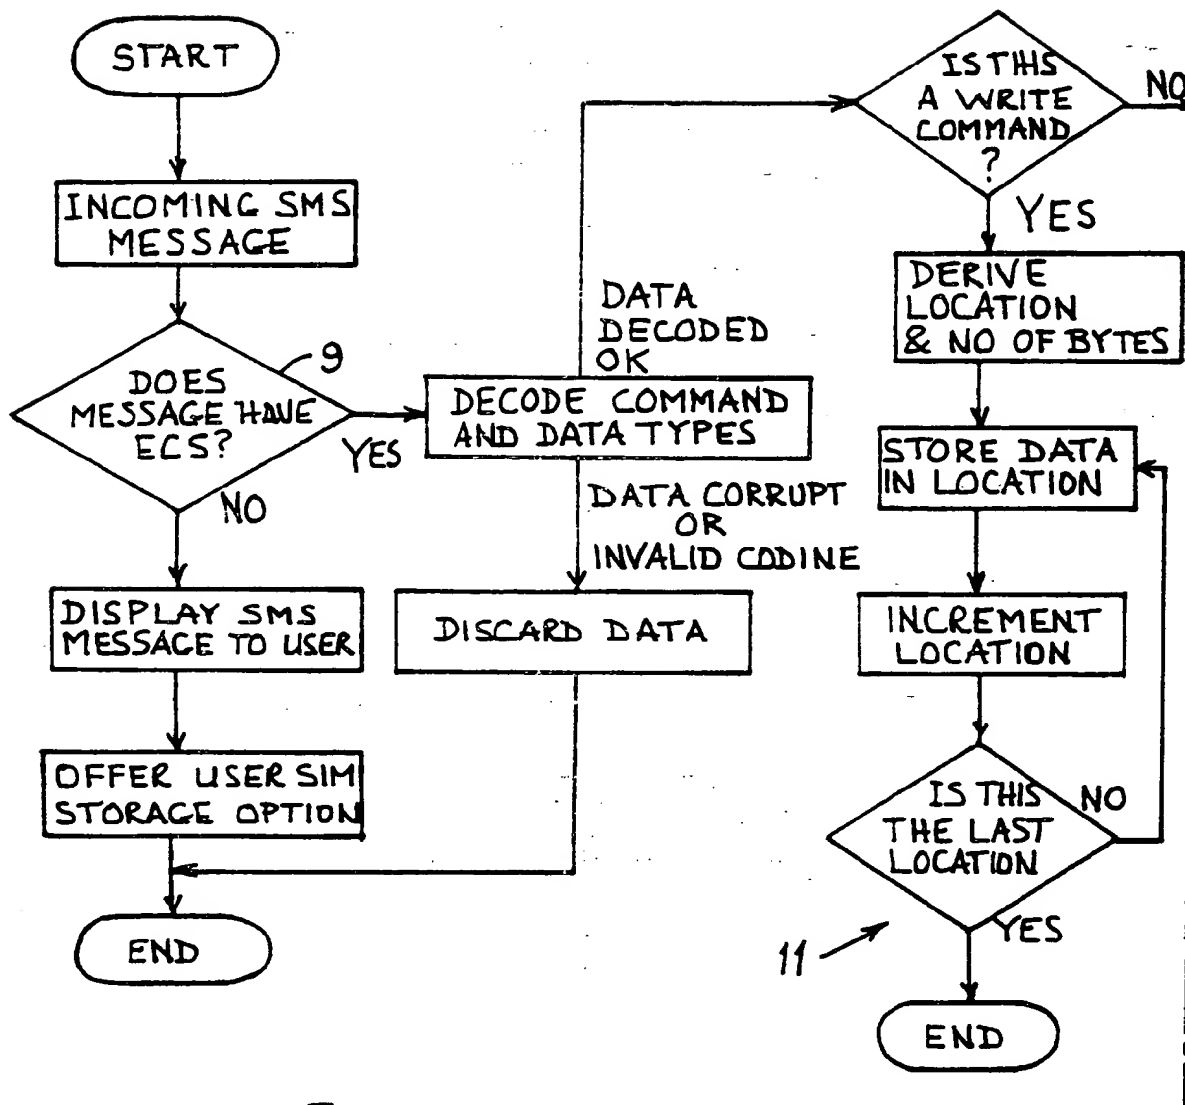 START
INCOMING SMS
MESSAGE
9
DOES
MESSAGE HAVE
ECS?
YES
NO
DISPLAY SMS
MESSAGE TO USER
OFFER USER SIM
STORAGE OPTION
END
DATA
DECODED
OK
DECODE COMMAND
AND DATA TYPES
DATA CORRUPT
OR
INVALID CODINE
DISCARD DATA
IS THIS
A WRITE
COMMAND
?
NO
YES
DERIVE
LOCATION
& NO OF BYTES
STORE DATA
IN LOCATION
INCREMENT
LOCATION
IS THIS
THE LAST
LOCATION
NO
YES
11
END